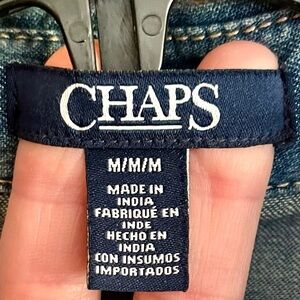 CHAPS
M/M/M
MADE IN
INDIA
FABRIQUÉ EN
INDE
HECHO EN
INDIA
CON INSUMOS
IMPORTADOS